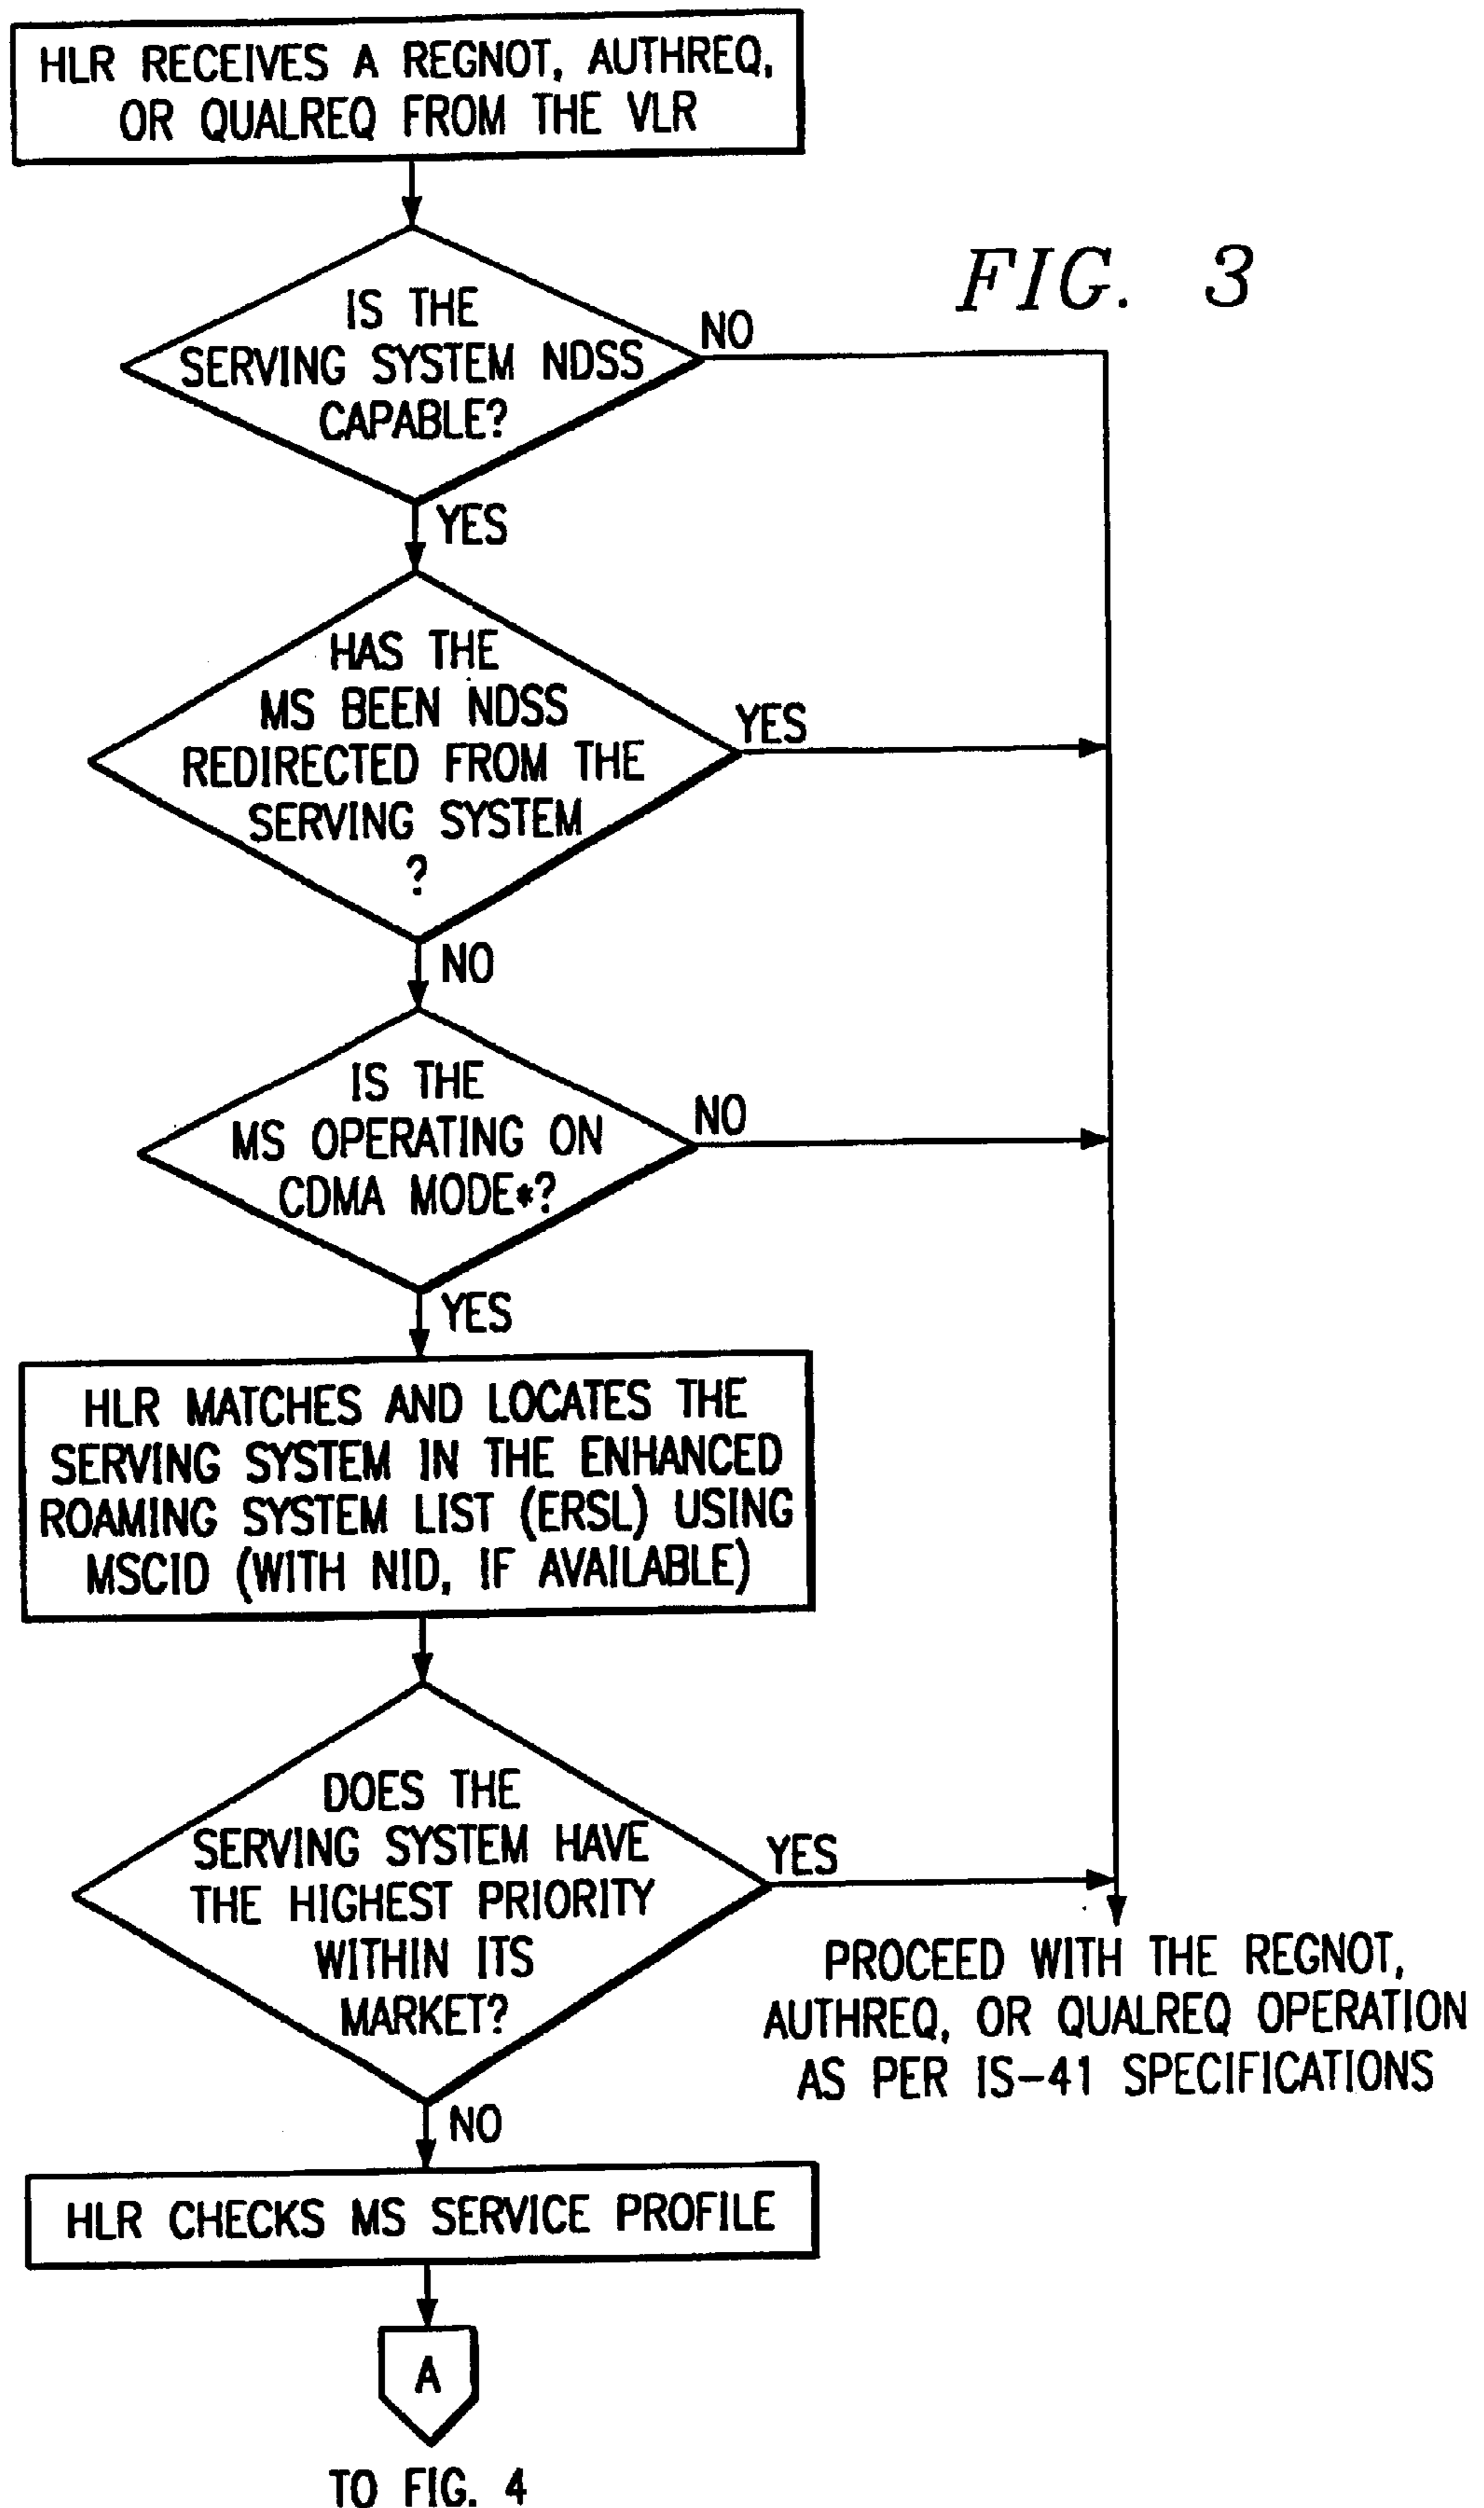 HLR RECEIVES A REGNOT, AUTHREQ,
OR QUALREQ FROM THE VLR
FIG. 3
IS THE
SERVING SYSTEM NDSS
CAPABLE?
NO
YES
HAS THE
MS BEEN NDSS
REDIRECTED FROM THE
SERVING SYSTEM
?
YES
NO
IS THE
MS OPERATING ON
CDMA MODE*?
NO
YES
HLR MATCHES AND LOCATES THE
SERVING SYSTEM IN THE ENHANCED
ROAMING SYSTEM LIST (ERSL) USING
MSCID (WITH NID, IF AVAILABLE)
DOES THE
SERVING SYSTEM HAVE
THE HIGHEST PRIORITY
WITHIN ITS
MARKET?
YES
PROCEED WITH THE REGNOT,
AUTHREQ, OR QUALREQ OPERATION
AS PER IS-41 SPECIFICATIONS
NO
HLR CHECKS MS SERVICE PROFILE
A
TO FIG. 4